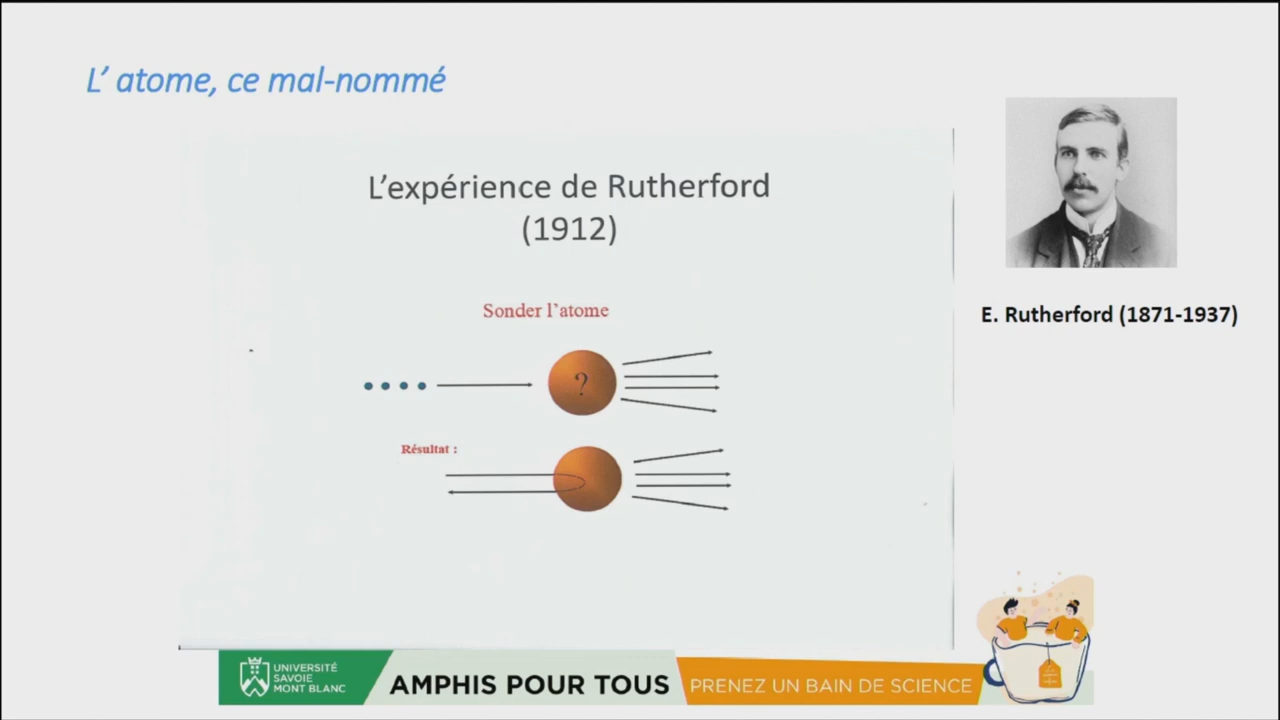 L' atome, ce mal-nommé
L'expérience de Rutherford
(1912)
Sonder l'atome
?
Résultat :
E. Rutherford (1871-1937)
UNIVERSITÉ
SAVOIE
MONT BLANC
AMPHIS POUR TOUS
PRENEZ UN BAIN DE SCIENCE